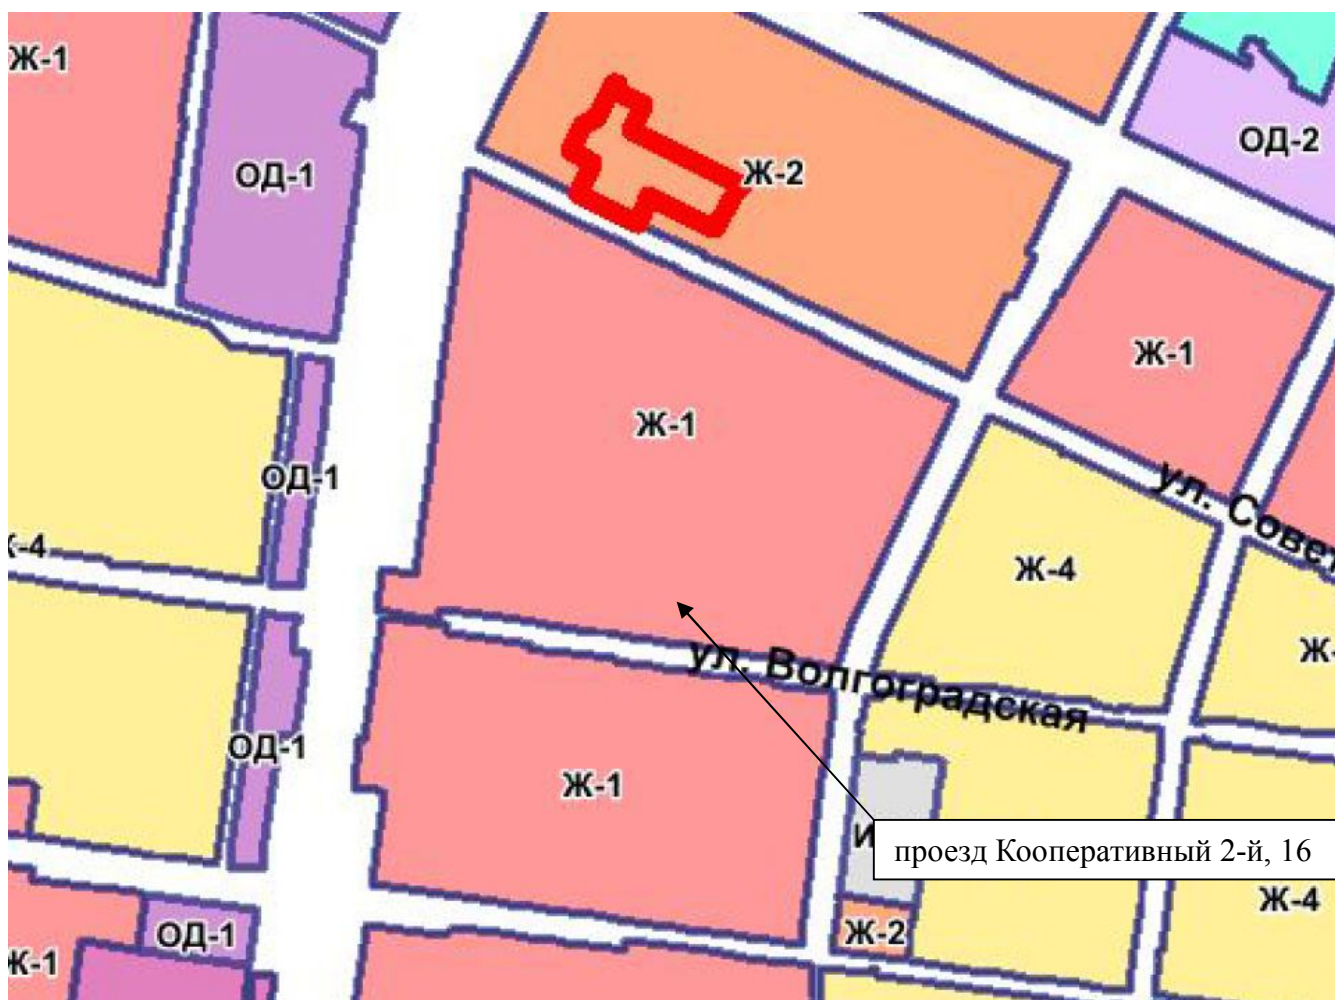 Ж-1
ОД-1
Ж-2
ОД-2
Ж-1
Ж-1
ОД-1
ул. Совет
-4
Ж-4
Ж-
ул. Волгоградская
ОД-1
Ж-1
проезд Кооперативный 2-й, 16
Ж-4
ОД-1
Ж-2
Ж-1